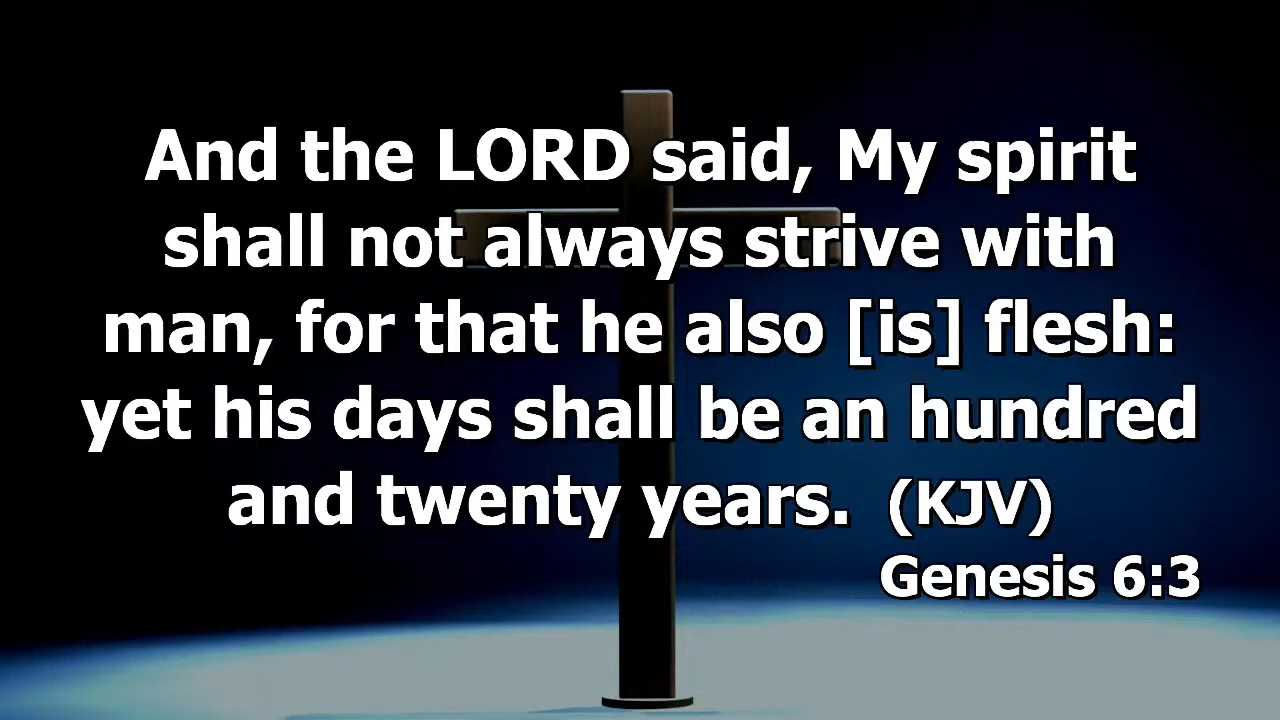 And the LORD said, My spirit
shall not always strive with
man, for that he also [is] flesh:
yet his days shall be an hundred
and twenty years. (KJV)
Genesis 6:3